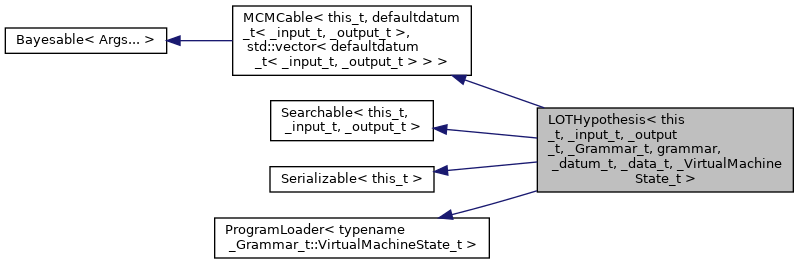 MCMCable< this_t, defaultdatum
_t< _input_t, _output_t >,
std::vector< defaultdatum
_t< _input_t, _output_t > > >
Bayesable< Args... >
Searchable< this_t,
_input_t, _output_t >
LOTHypothesis< this
_t, _input_t, _output
_t, _Grammar_t, grammar,
_datum_t, _data_t, _VirtualMachine
State_t >
Serializable< this_t >
ProgramLoader< typename
_Grammar_t::VirtualMachineState_t >